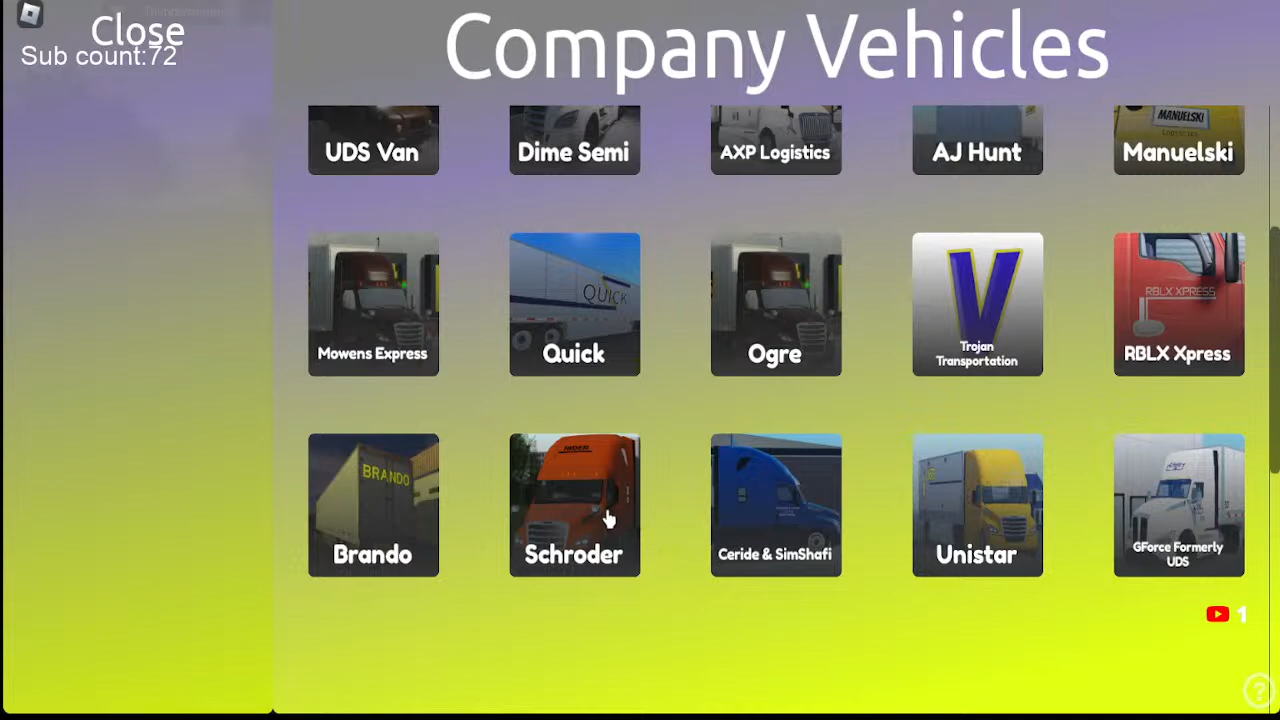 Close
Sub count:72
Company Vehicles
UDS Van
Dime Semi
AXP Logistics
AJ Hunt
MANUELSKI
Logistics
Manuelski
Mowens Express
QUICK
Quick
Ogre
V
Trojan
Transportation
RBLX XPRESS
RBLX Xpress
BRANDO
Brando
Schroder
Ceride & SimShafi
Unistar
GForce Formerly
UDS
1
?